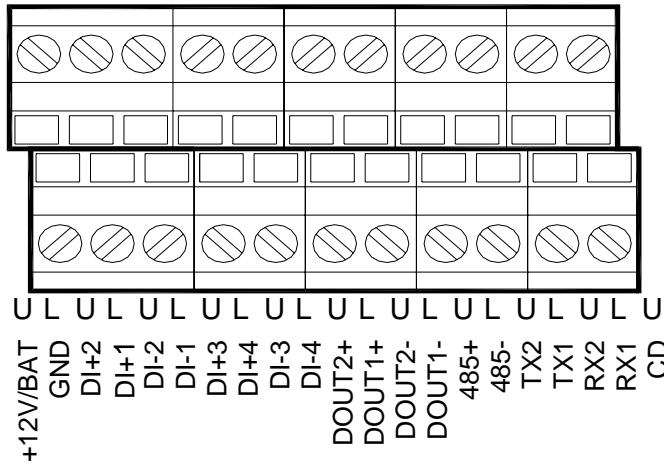 U L U L U L U L U L U L U L U L U L U L U
+12V/BAT
GND
DI+2
DI+1
DI-2
DI-1
DI+3
DI+4
DI-3
DI-4
DOUT2+
DOUT1+
DOUT2-
DOUT1-
485+
485-
TX2
TX1
RX2
RX1
CD